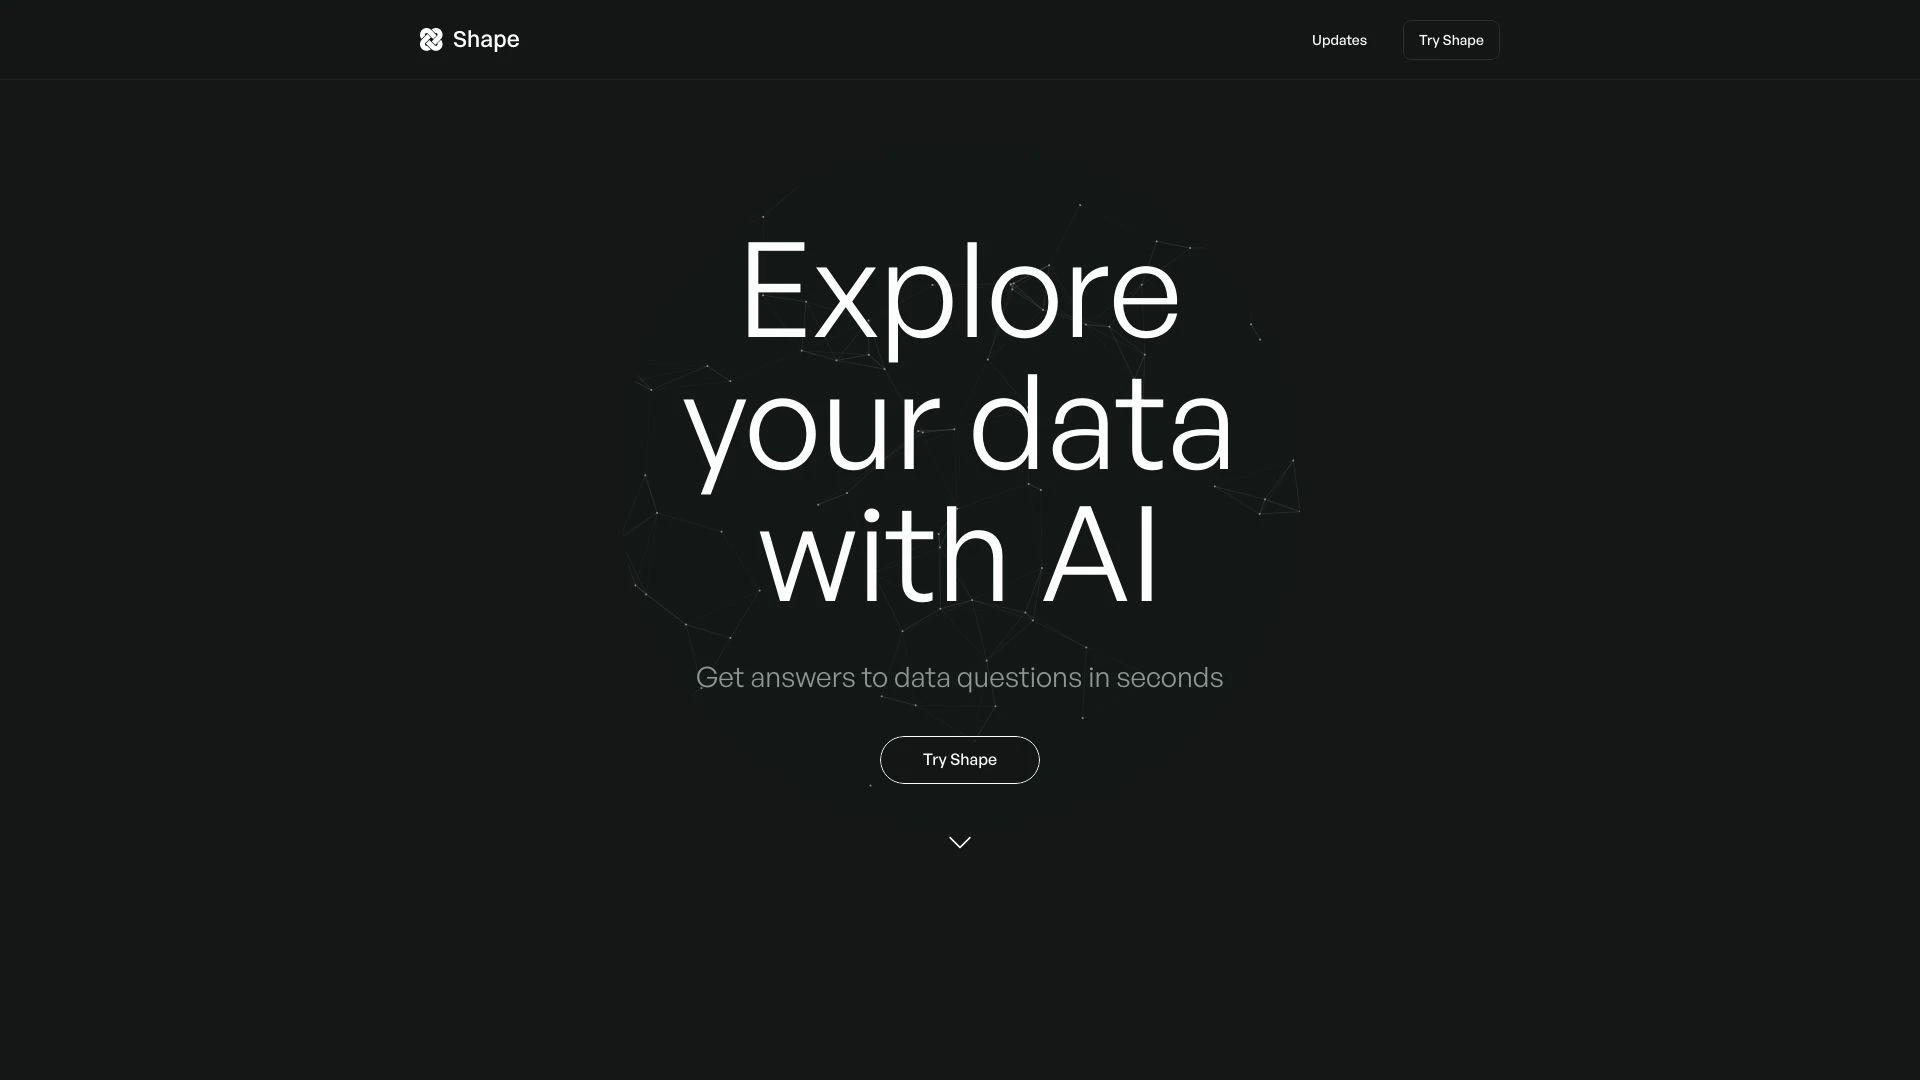 Shape
Updates
Try Shape
Explore
your data
with AI
Get answers to data questions in seconds
Try Shape